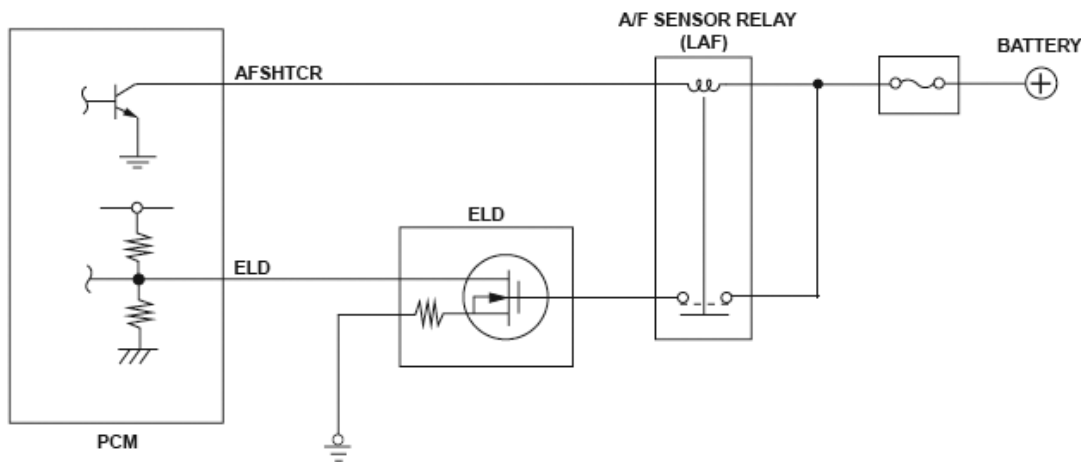 A/F SENSOR RELAY
(LAF)
BATTERY
AFSHTCR
ELD
ELD
PCM